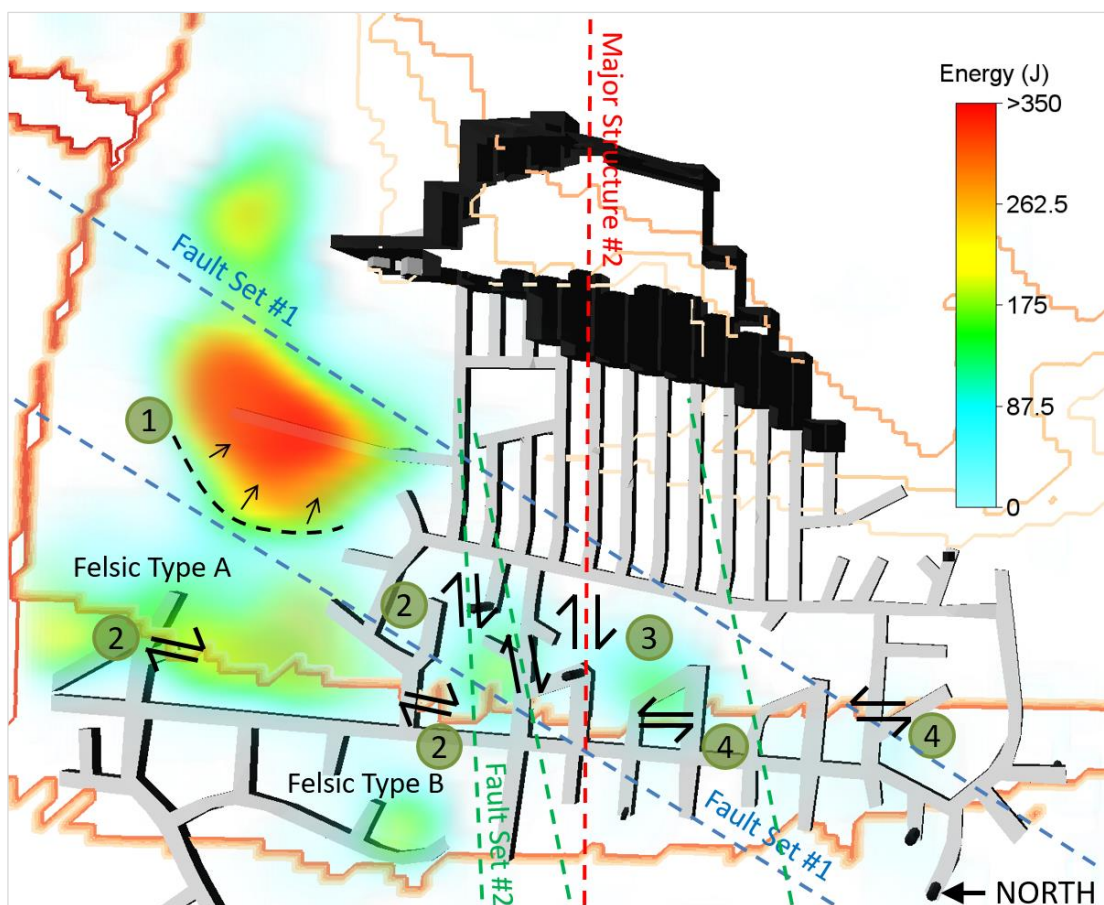 Energy (J)
>350
262.5
175
87.5
0
Major Structure #2
Fault Set #1
1
Felsic Type A
2
2
3
2
4
4
Felsic Type B
Fault Set #2
Fault Set #1
NORTH